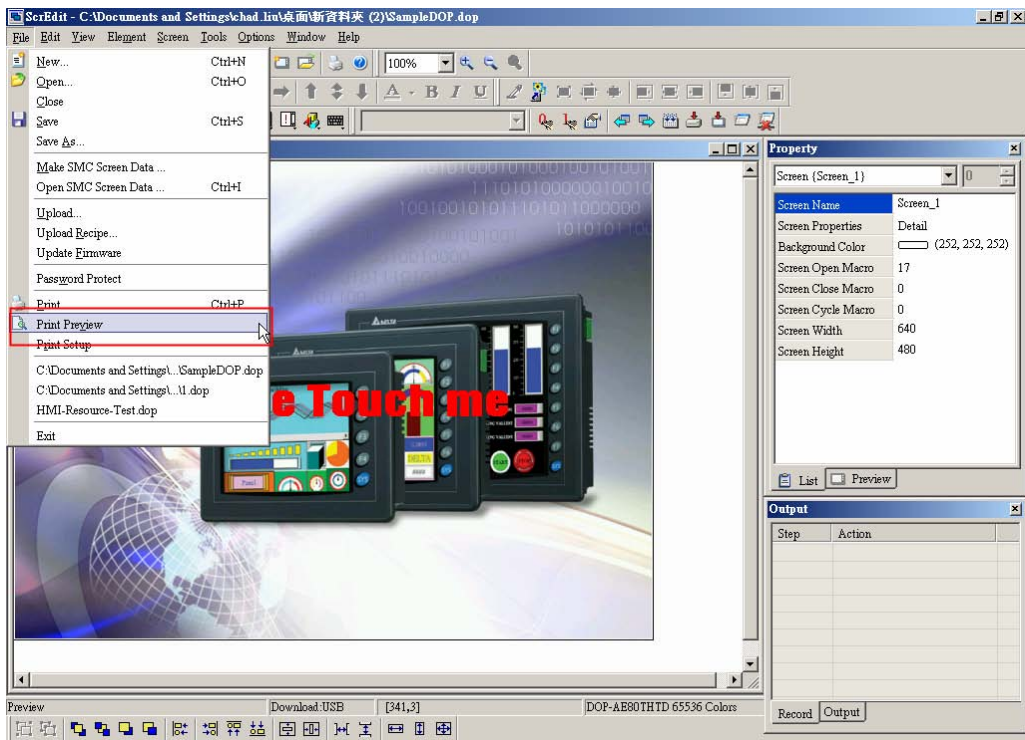 ScrEdit - C:\Documents and Settings\chad.liu\桌面\新資料夾 (2)\SampleDOP.dop
File Edit View Element Screen Tools Options Window Help
New... Ctrl+N
Open... Ctrl+O
Close
Save Ctrl+S
Save As...
Make SMC Screen Data ...
Open SMC Screen Data ... Ctrl+I
Upload...
Upload Recipe...
Update Firmware
Password Protect
Print Ctrl+P
Print Preview
Print Setup
C:\Documents and Settings\...\SampleDOP.dop
C:\Documents and Settings\...\1.dop
HMI-Resource-Test.dop
Exit
100%
A B I U
e Touch me
DELTA
START
Property
Screen {Screen_1} 0
Screen Name Screen_1
Screen Properties Detail
Background Color (252, 252, 252)
Screen Open Macro 17
Screen Close Macro 0
Screen Cycle Macro 0
Screen Width 640
Screen Height 480
List Preview
Output
Step Action
Record Output
Preview Download:USB [341,3] DOP-AE80THTD 65536 Colors